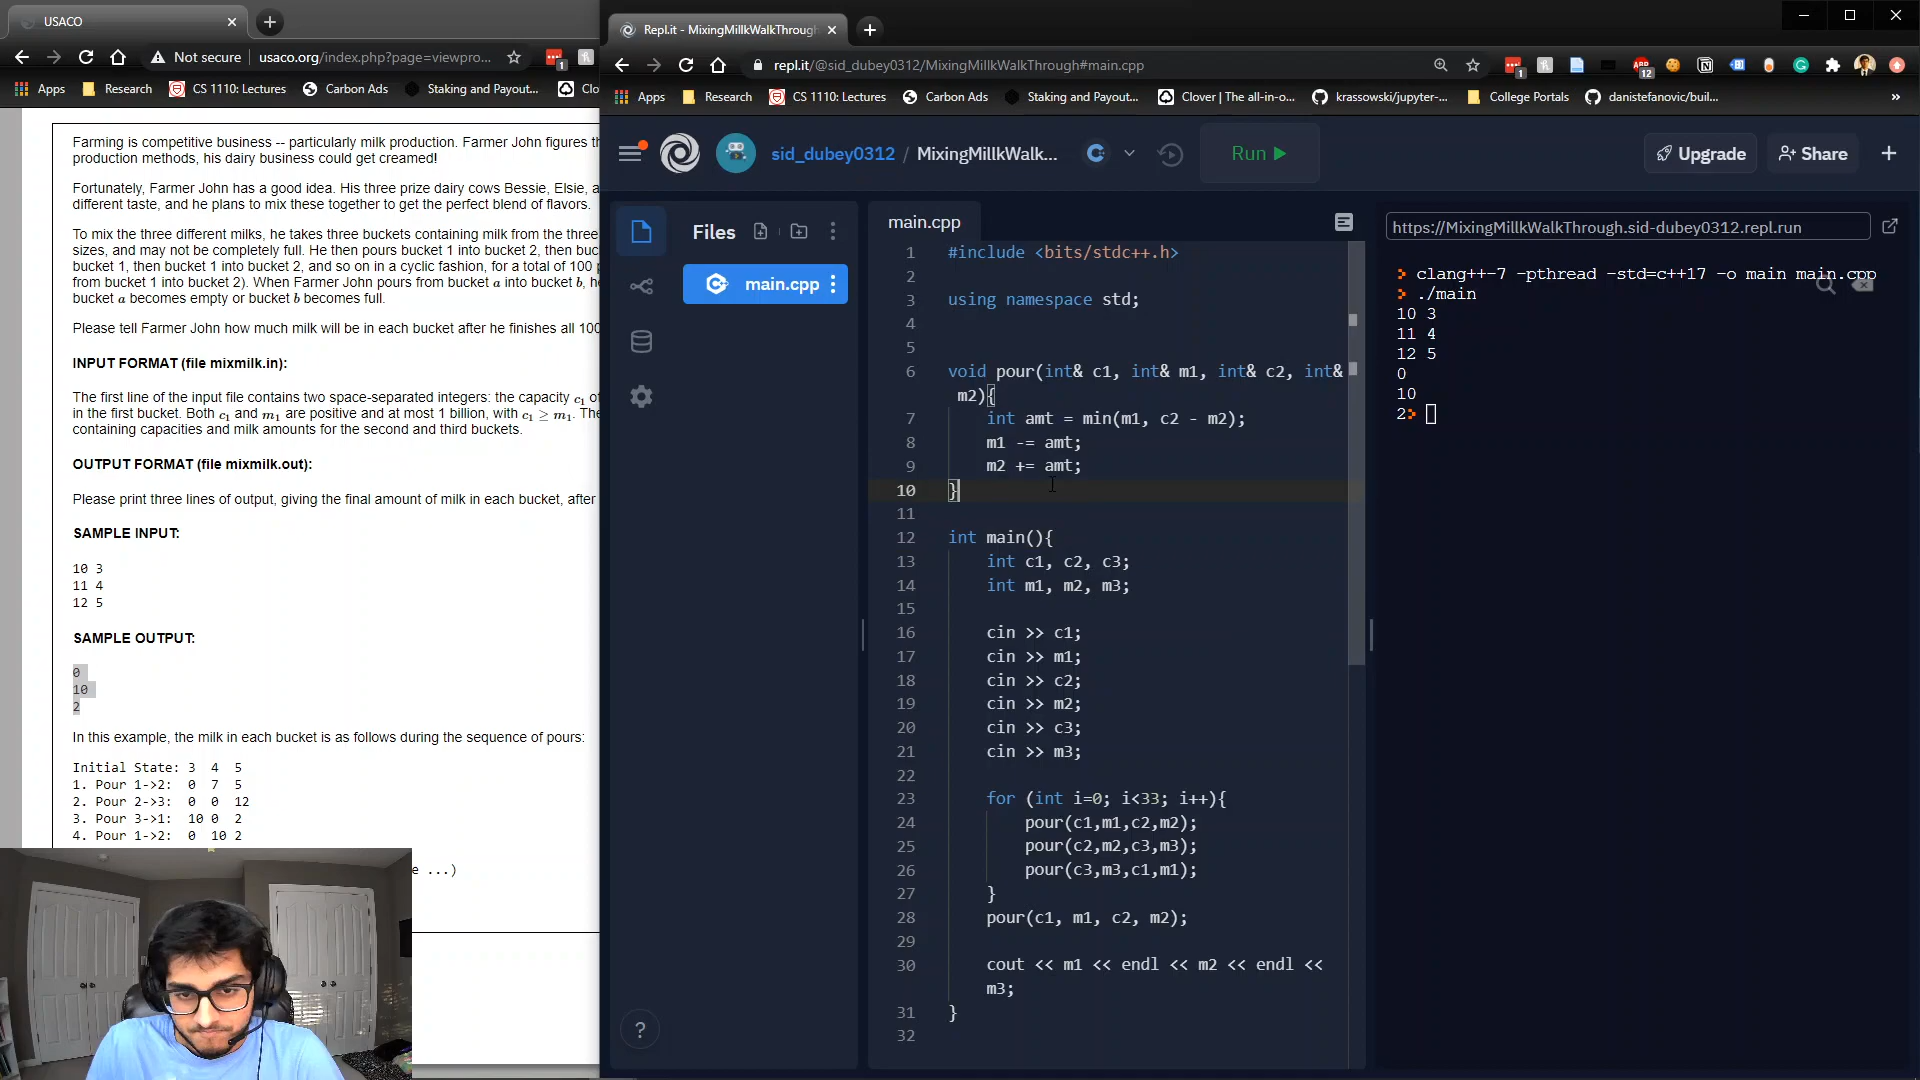 USACO
Not secure
usaco.org/index.php?page=viewpro...
1
Apps
Research
CS 1110: Lectures
Carbon Ads
Staking and Payout...
Clo
Farming is competitive business -- particularly milk production. Farmer John figures th
production methods, his dairy business could get creamed!
Fortunately, Farmer John has a good idea. His three prize dairy cows Bessie, Elsie, a
different taste, and he plans to mix these together to get the perfect blend of flavors.
To mix the three different milks, he takes three buckets containing milk from the three
sizes, and may not be completely full. He then pours bucket 1 into bucket 2, then buc
bucket 1, then bucket 1 into bucket 2, and so on in a cyclic fashion, for a total of 100 p
from bucket 1 into bucket 2). When Farmer John pours from bucket a into bucket b, he
bucket a becomes empty or bucket b becomes full.
Please tell Farmer John how much milk will be in each bucket after he finishes all 100
INPUT FORMAT (file mixmilk.in):
The first line of the input file contains two space-separated integers: the capacity c1 of
in the first bucket. Both c1 and m1 are positive and at most 1 billion, with c1 ≥ m1. The
containing capacities and milk amounts for the second and third buckets.
OUTPUT FORMAT (file mixmilk.out):
Please print three lines of output, giving the final amount of milk in each bucket, after
SAMPLE INPUT:
10 3
11 4
12 5
SAMPLE OUTPUT:
0
10
2
In this example, the milk in each bucket is as follows during the sequence of pours:
Initial State: 3 4 5
1. Pour 1->2: 0 7 5
2. Pour 2->3: 0 0 12
3. Pour 3->1: 10 0 2
4. Pour 1->2: 0 10 2
e ...)
Repl.it - MixingMillkWalkThroug
repl.it/@sid_dubey0312/MixingMillkWalkThrough#main.cpp
1
12
Apps
Research
CS 1110: Lectures
Carbon Ads
Staking and Payout...
Clover | The all-in-o...
krassowski/jupyter-...
College Portals
danistefanovic/buil...
»
sid_dubey0312 / MixingMillkWalk...
Run
Upgrade
Share
Files
main.cpp
main.cpp
1 #include <bits/stdc++.h>
2
3 using namespace std;
4
5
6 void pour(int& c1, int& m1, int& c2, int&
m2){
7 int amt = min(m1, c2 - m2);
8 m1 -= amt;
9 m2 += amt;
10 }
11
12 int main(){
13 int c1, c2, c3;
14 int m1, m2, m3;
15
16 cin >> c1;
17 cin >> m1;
18 cin >> c2;
19 cin >> m2;
20 cin >> c3;
21 cin >> m3;
22
23 for (int i=0; i<33; i++){
24 pour(c1,m1,c2,m2);
25 pour(c2,m2,c3,m3);
26 pour(c3,m3,c1,m1);
27 }
28 pour(c1, m1, c2, m2);
29
30 cout << m1 << endl << m2 << endl <<
m3;
31 }
32
?
https://MixingMillkWalkThrough.sid-dubey0312.repl.run
> clang++-7 -pthread -std=c++17 -o main main.cpp
> ./main
10 3
11 4
12 5
0
10
2>